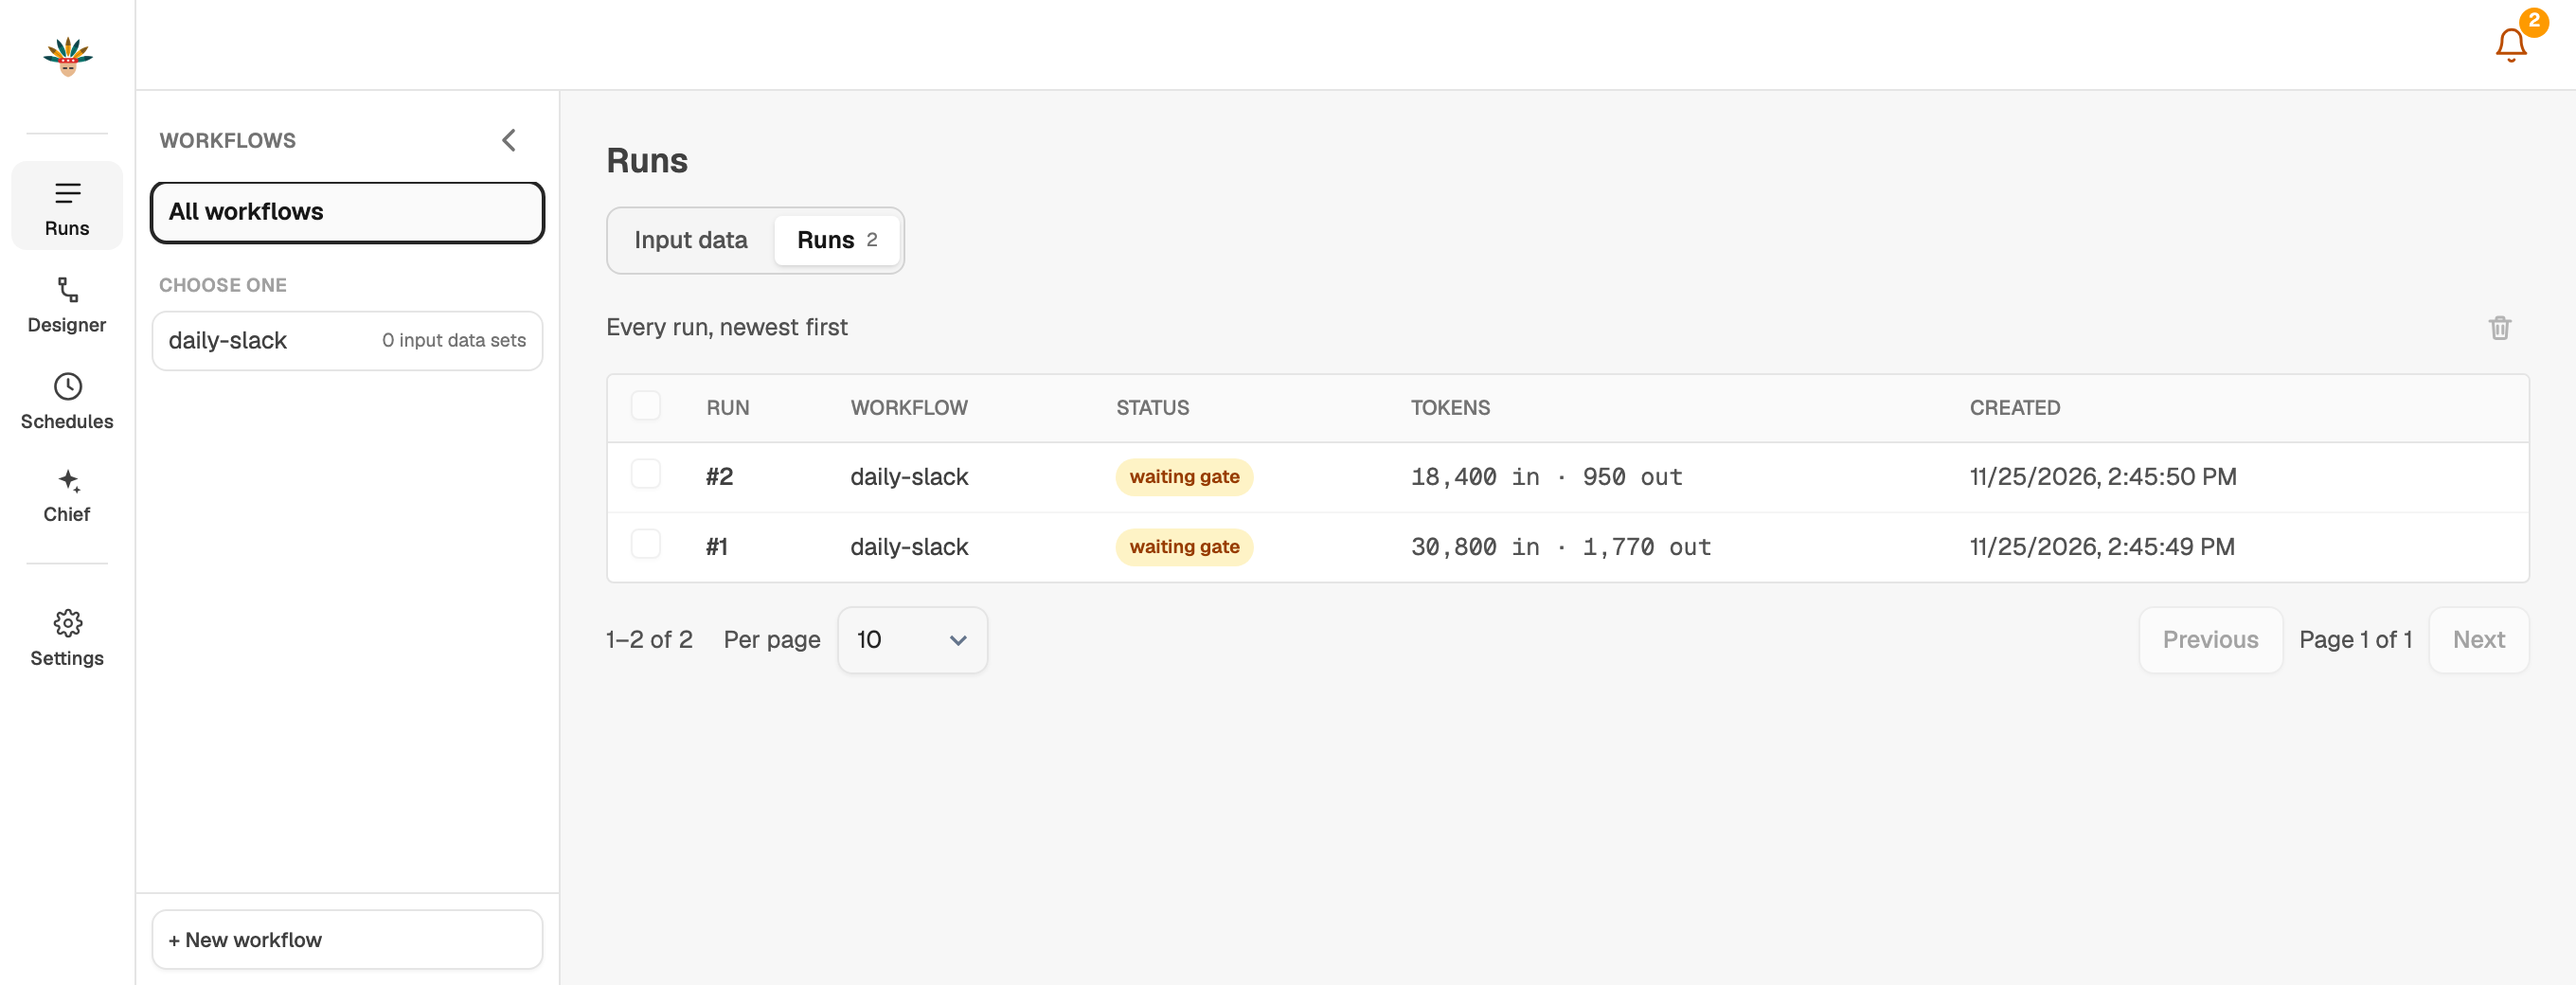 2
Runs
Designer
Schedules
Chief
Settings
WORKFLOWS
All workflows
CHOOSE ONE
daily-slack 0 input data sets
+ New workflow
Runs
Input data Runs 2
Every run, newest first
RUN WORKFLOW STATUS TOKENS CREATED
#2 daily-slack waiting gate 18,400 in · 950 out 11/25/2026, 2:45:50 PM
#1 daily-slack waiting gate 30,800 in · 1,770 out 11/25/2026, 2:45:49 PM
1–2 of 2 Per page 10 Previous Page 1 of 1 Next